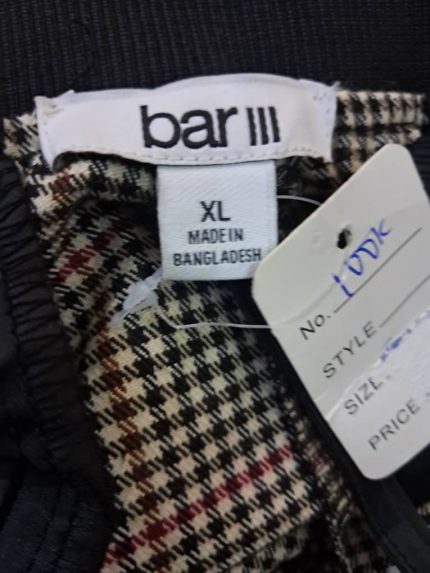 bar III
XL
MADE IN
BANGLADESH
No.
STYLE
SIZE
PRICE